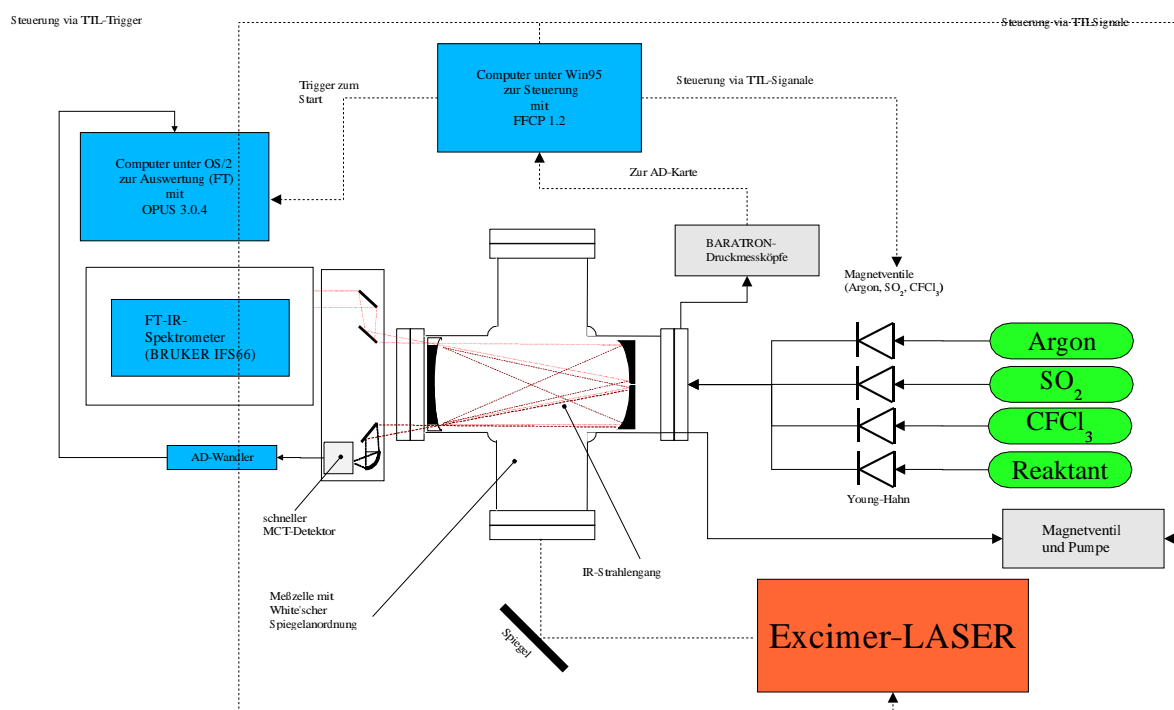 Steuerung via TTL-Trigger
Steuerung via TTLSignale
Computer unter Win95
zur Steuerung
mit
FFCP 1.2
Trigger zum
Start
Steuerung via TTL-Siganale
Computer unter OS/2
zur Auswertung (FT)
mit
OPUS 3.0.4
Zur AD-Karte
BARATRON-
Druckmessköpfe
Magnetventile
(Argon, SO₂, CFCl₃)
FT-IR-
Spektrometer
(BRUKER IFS66)
Argon
SO₂
CFCl₃
Reaktant
Young-Hahn
AD-Wandler
schneller
MCT-Detektor
Magnetventil
und Pumpe
IR-Strahlengang
Meßzelle mit
White'scher
Spiegelanordnung
Spiegel
Excimer-LASER